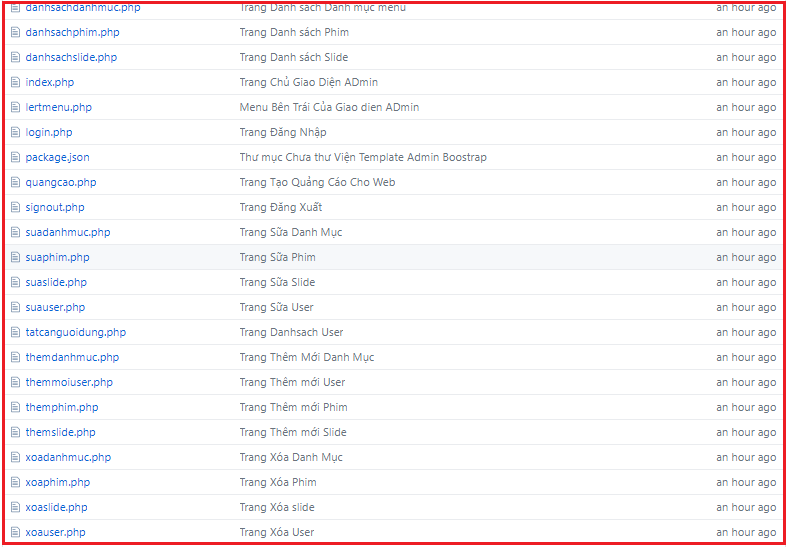 danhsachdanhmuc.php Trang Danh sách Danh mục menu an hour ago
danhsachphim.php Trang Danh sách Phim an hour ago
danhsachslide.php Trang Danh sách Slide an hour ago
index.php Trang Chủ Giao Diện ADmin an hour ago
lertmenu.php Menu Bên Trái Của Giao dien ADmin an hour ago
login.php Trang Đăng Nhập an hour ago
package.json Thư mục Chưa thư Viện Template Admin Boostrap an hour ago
quangcao.php Trang Tạo Quảng Cáo Cho Web an hour ago
signout.php Trang Đăng Xuất an hour ago
suadanhmuc.php Trang Sữa Danh Mục an hour ago
suaphim.php Trang Sữa Phim an hour ago
suaslide.php Trang Sữa Slide an hour ago
suauser.php Trang Sữa User an hour ago
tatcanguoidung.php Trang Danhsach User an hour ago
themdanhmuc.php Trang Thêm Mới Danh Mục an hour ago
themmoiuser.php Trang Thêm mới User an hour ago
themphim.php Trang Thêm mới Phim an hour ago
themslide.php Trang Thêm mới Slide an hour ago
xoadanhmuc.php Trang Xóa Danh Mục an hour ago
xoaphim.php Trang Xóa Phim an hour ago
xoaslide.php Trang Xóa slide an hour ago
xoauser.php Trang Xóa User an hour ago